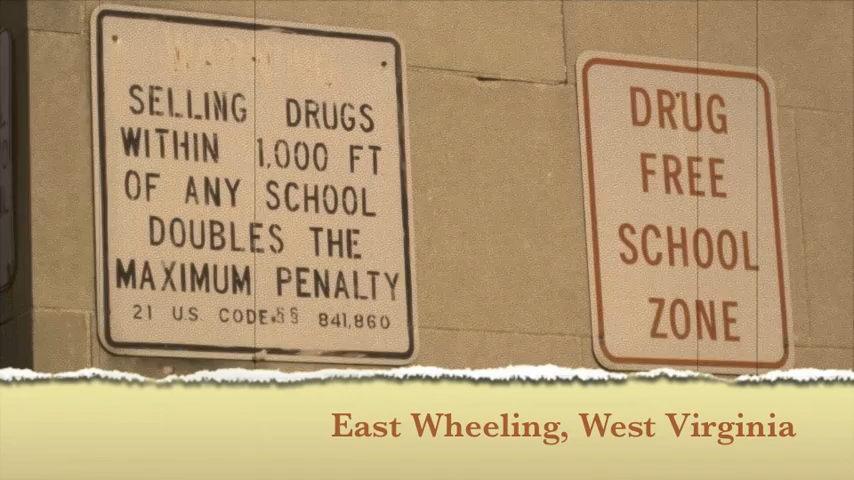 SELLING DRUGS
WITHIN 1,000 FT
OF ANY SCHOOL
DOUBLES THE
MAXIMUM PENALTY
21 U.S. CODE §§ 841,860
DRUG
FREE
SCHOOL
ZONE
East Wheeling, West Virginia